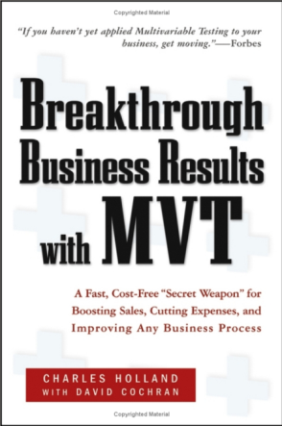 Copyrighted Material
"If you haven't yet applied Multivariable Testing to your
business, get moving."—Forbes
Breakthrough
Business Results
with MVT
A Fast, Cost-Free "Secret Weapon" for
Boosting Sales, Cutting Expenses, and
Improving Any Business Process
CHARLES HOLLAND
WITH DAVID COCHRAN
Copyrighted Material